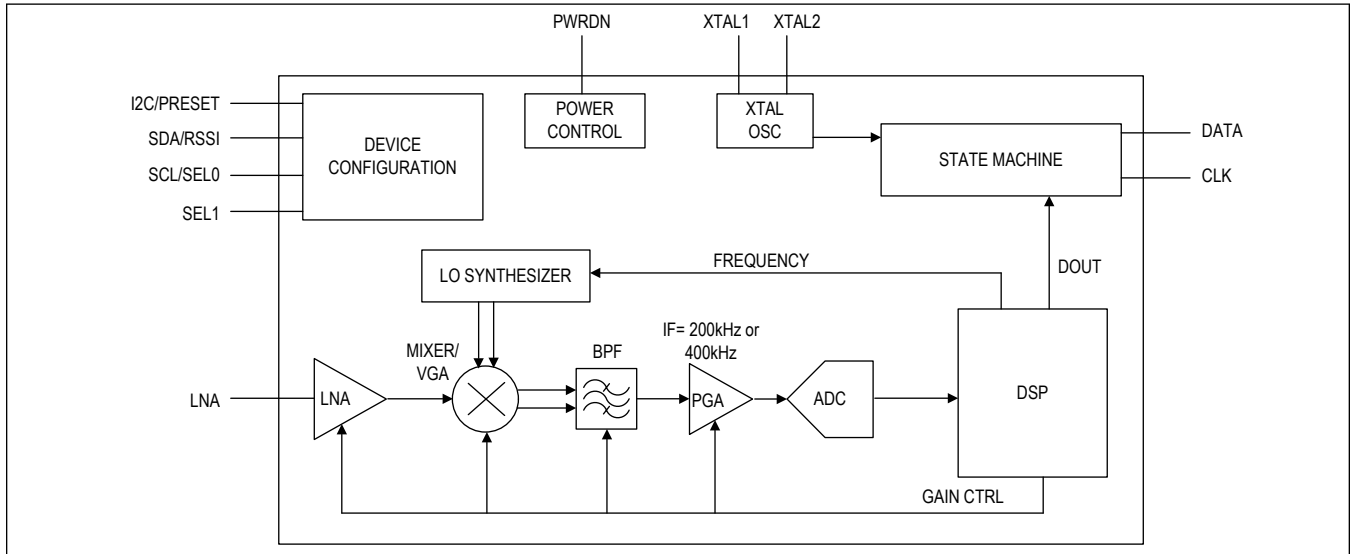 PWRDN
XTAL1
XTAL2
I2C/PRESET
SDA/RSSI
SCL/SEL0
SEL1
DEVICE
CONFIGURATION
POWER
CONTROL
XTAL
OSC
STATE MACHINE
DATA
CLK
LO SYNTHESIZER
FREQUENCY
DOUT
MIXER/
VGA
BPF
IF= 200kHz or
400kHz
LNA
LNA
PGA
ADC
DSP
GAIN CTRL